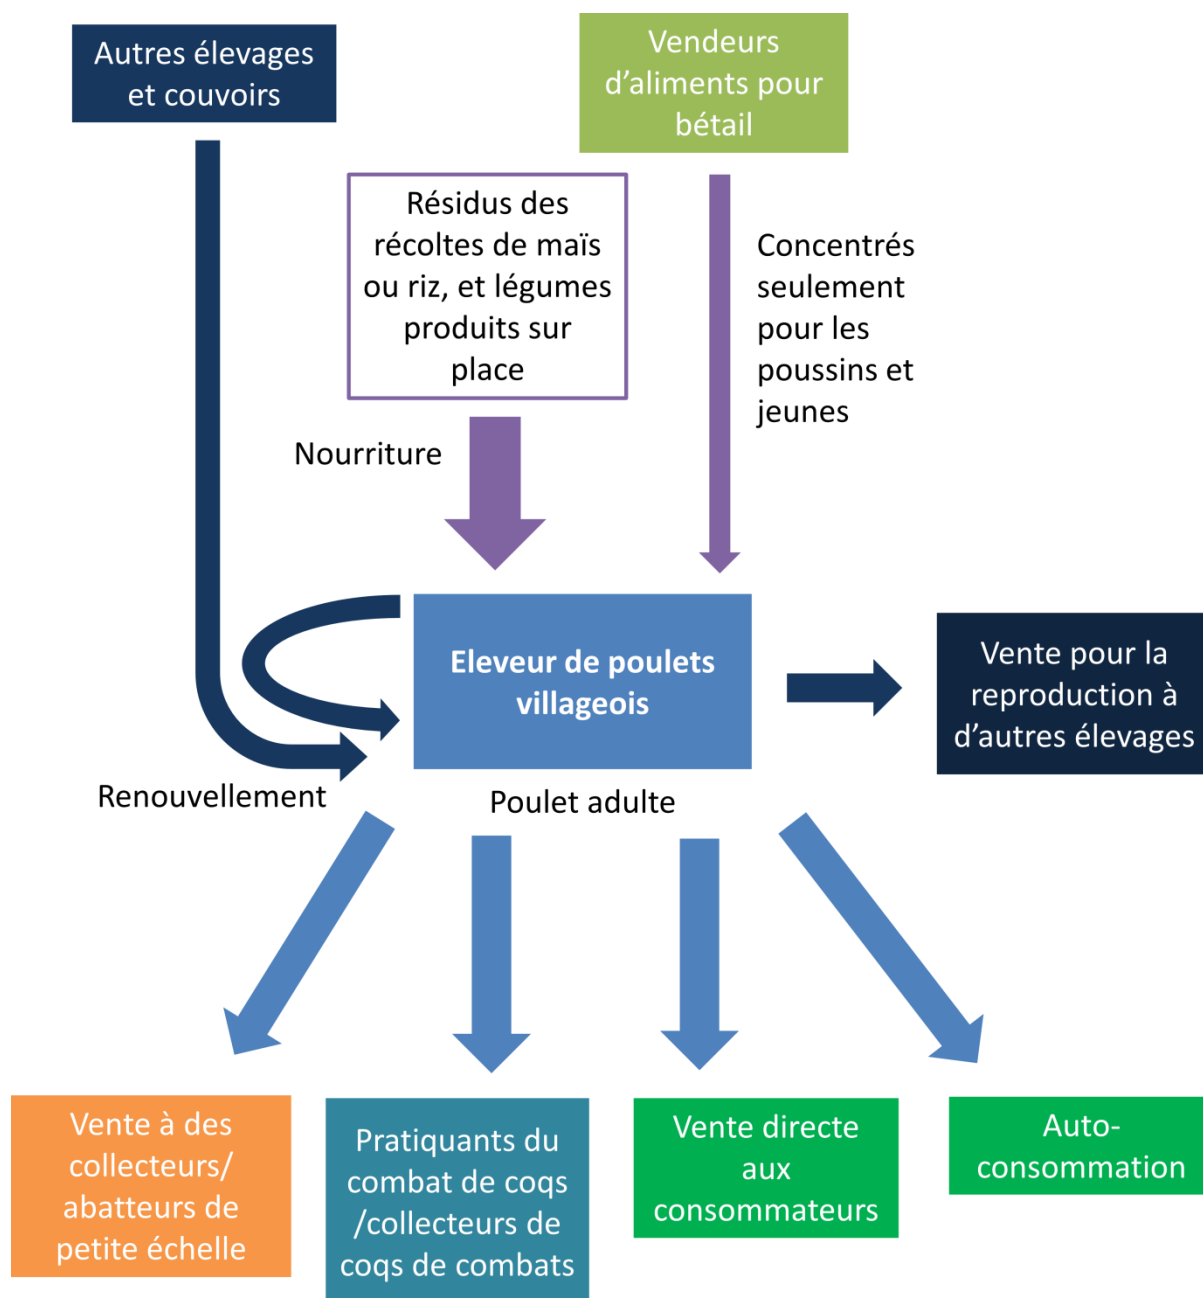 Autres élevages
et couvoirs
Vendeurs
d’aliments pour
bétail
Résidus des
récoltes de maïs
ou riz, et légumes
produits sur
place
Concentrés
seulement
pour les
poussins et
jeunes
Nourriture
Eleveur de poulets
villageois
Vente pour la
reproduction à
d’autres élevages
Renouvellement
Poulet adulte
Vente à des
collecteurs/
abatteurs de
petite échelle
Pratiquants du
combat de coqs
/collecteurs de
coqs de combats
Vente directe
aux
consommateurs
Auto-
consommation